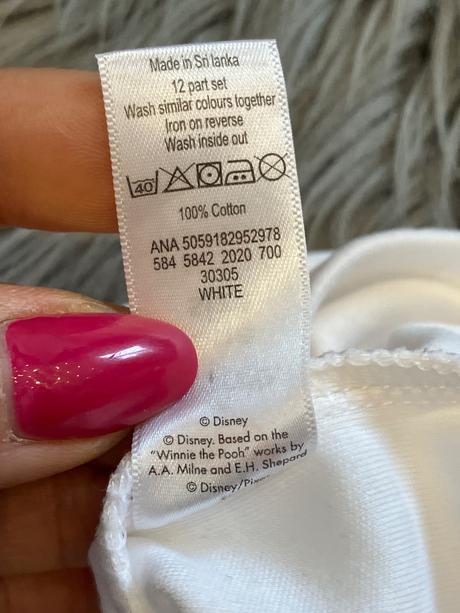 Made in Sri lanka
12 part set
Wash similar colours together
Iron on reverse
Wash inside out
40
100% Cotton
ANA 5059182952978
584 5842 2020 700
30305
WHITE
© Disney
© Disney. Based on the
"Winnie the Pooh" works by
A.A. Milne and E.H. Shepard
© Disney/Pixar